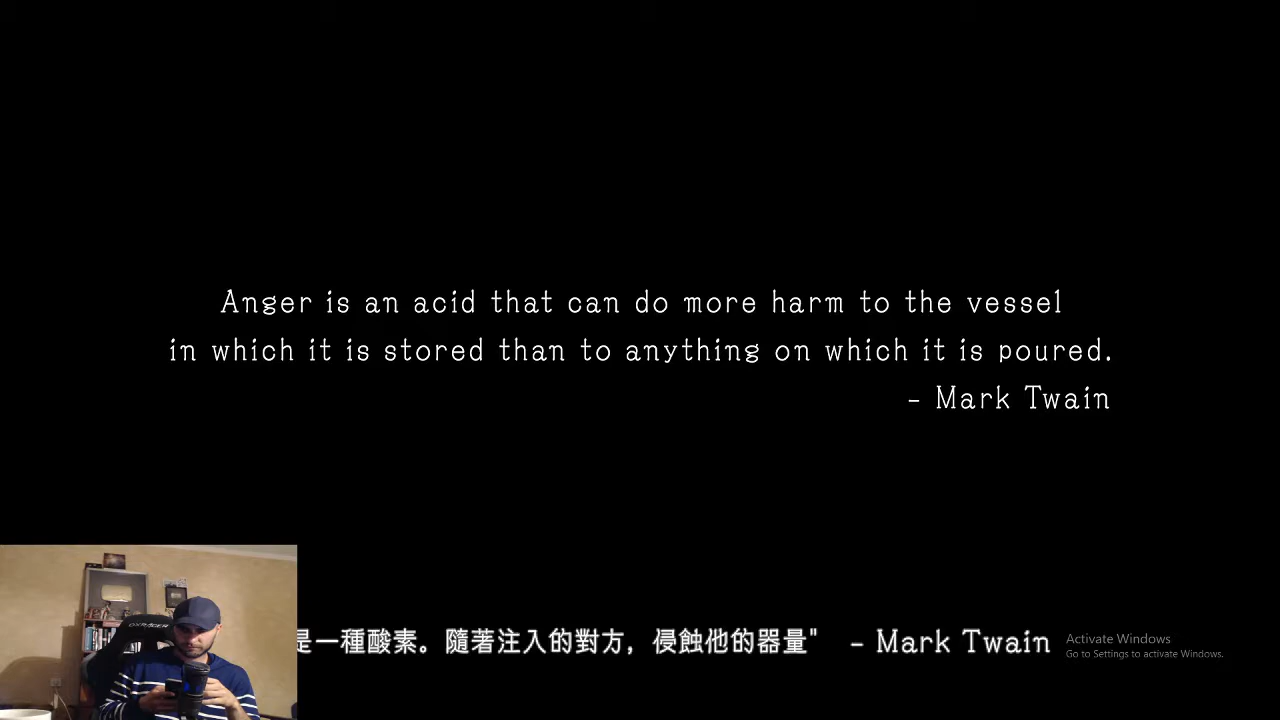 Anger is an acid that can do more harm to the vessel
in which it is stored than to anything on which it is poured.
- Mark Twain
是一種酸素。隨著注入的對方，侵蝕他的器量" - Mark Twain
Activate Windows
Go to Settings to activate Windows.
DXRACER